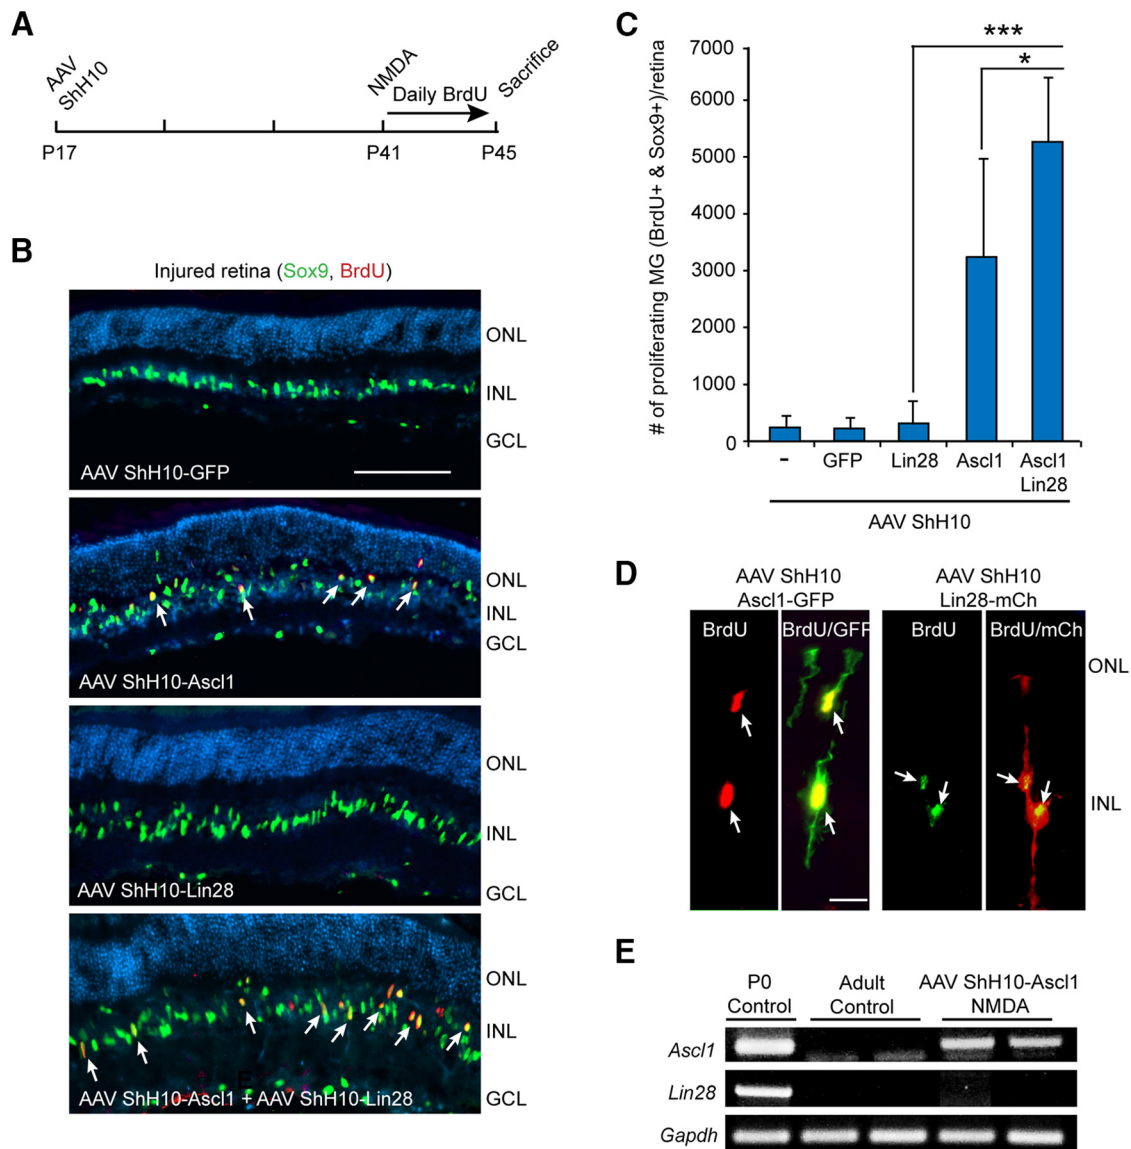 A
AAV
ShH10
NMDA
Daily BrdU
Sacrifice
P17
P41
P45
B
Injured retina (Sox9, BrdU)
ONL
INL
GCL
AAV ShH10-GFP
ONL
INL
GCL
AAV ShH10-Ascl1
ONL
INL
GCL
AAV ShH10-Lin28
ONL
INL
GCL
AAV ShH10-Ascl1 + AAV ShH10-Lin28
C
# of proliferating MG (BrdU+ & Sox9+)/retina
7000
6000
5000
4000
3000
2000
1000
0
***
*
-
GFP
Lin28
Ascl1
Ascl1
Lin28
AAV ShH10
D
AAV ShH10
Ascl1-GFP
AAV ShH10
Lin28-mCh
BrdU
BrdU/GFP
BrdU
BrdU/mCh
ONL
INL
E
P0
Control
Adult
Control
AAV ShH10-Ascl1
NMDA
Ascl1
Lin28
Gapdh